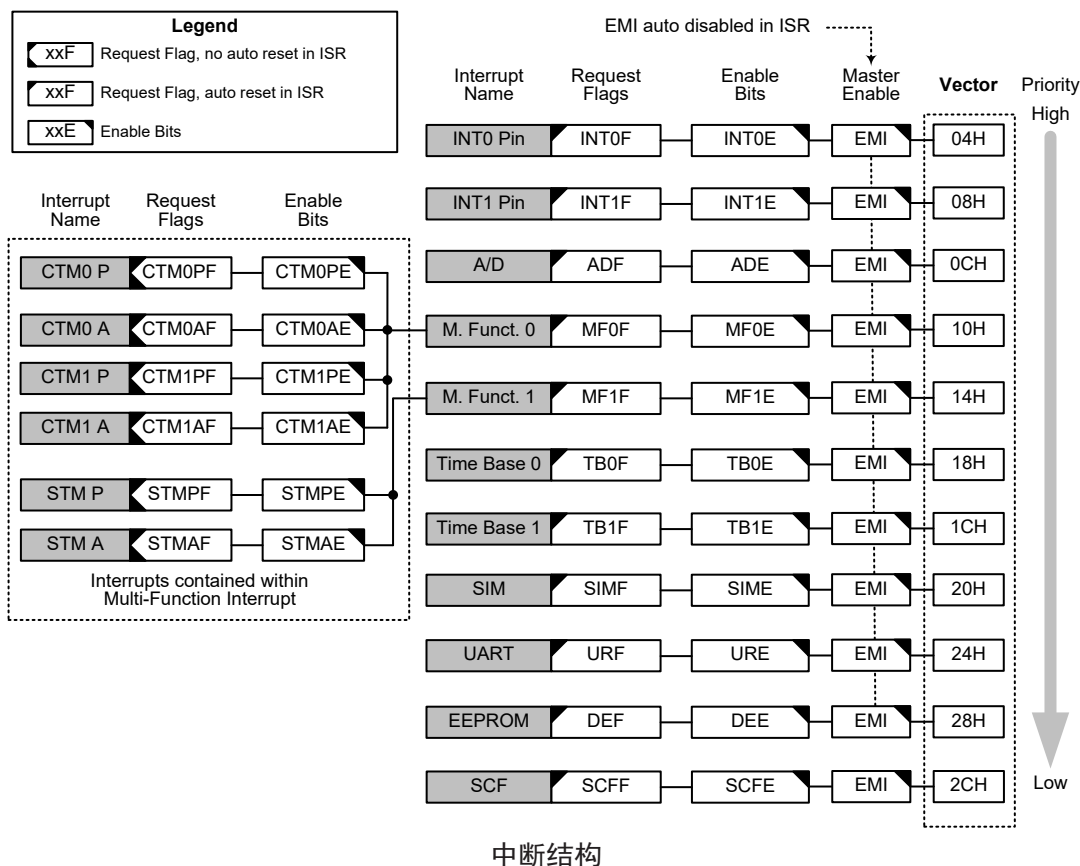 Legend
xxF Request Flag, no auto reset in ISR
xxF Request Flag, auto reset in ISR
xxE Enable Bits
EMI auto disabled in ISR
Interrupt Name Request Flags Enable Bits Master Enable Vector Priority
High
INT0 Pin INT0F INT0E EMI 04H
INT1 Pin INT1F INT1E EMI 08H
A/D ADF ADE EMI 0CH
M. Funct. 0 MF0F MF0E EMI 10H
M. Funct. 1 MF1F MF1E EMI 14H
Time Base 0 TB0F TB0E EMI 18H
Time Base 1 TB1F TB1E EMI 1CH
SIM SIMF SIME EMI 20H
UART URF URE EMI 24H
EEPROM DEF DEE EMI 28H
SCF SCFF SCFE EMI 2CH
Low
Interrupt Name Request Flags Enable Bits
CTM0 P CTM0PF CTM0PE
CTM0 A CTM0AF CTM0AE
CTM1 P CTM1PF CTM1PE
CTM1 A CTM1AF CTM1AE
STM P STMPF STMPE
STM A STMAF STMAE
Interrupts contained within
Multi-Function Interrupt
中断结构